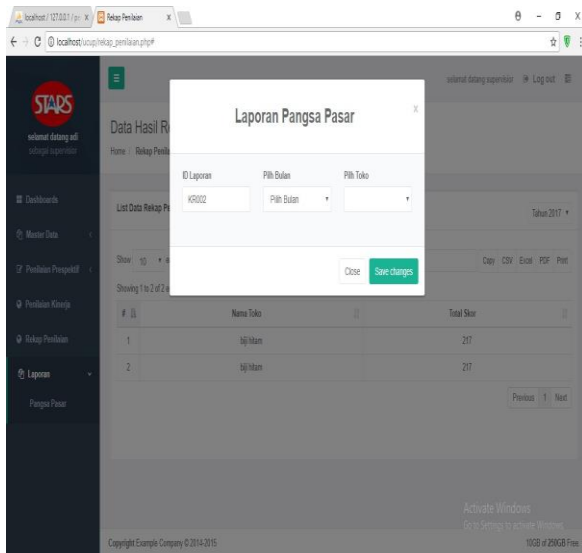 localhost / 127.0.0.1 / pe
Rekap Penilaian
localhost/ucup/rekap_penilaian.php#
STARS
selamat datang adi
sebagai supervisior
selamat datang supervisior
Log out
Data Hasil R
Home / Rekap Penila
Laporan Pangsa Pasar
X
ID Laporan
Pilih Bulan
Pilh Toko
KR002
Pilih Bulan
Close
Save changes
Dashboards
Master Data
Penilaian Prespektif
Penilaian Kinerja
Rekap Penilaian
Laporan
Pangsa Pasar
List Data Rekap Pe
Tahun 2017
Show 10 e
Copy CSV Excel PDF Print
Showing 1 to 2 of 2 e
# Nama Toko Total Skor
1 biji hitam 217
2 biji hitam 217
Previous 1 Next
Activate Windows
Go to Settings to activate Windows.
Copyright Example Company © 2014-2015
10GB of 250GB Free.